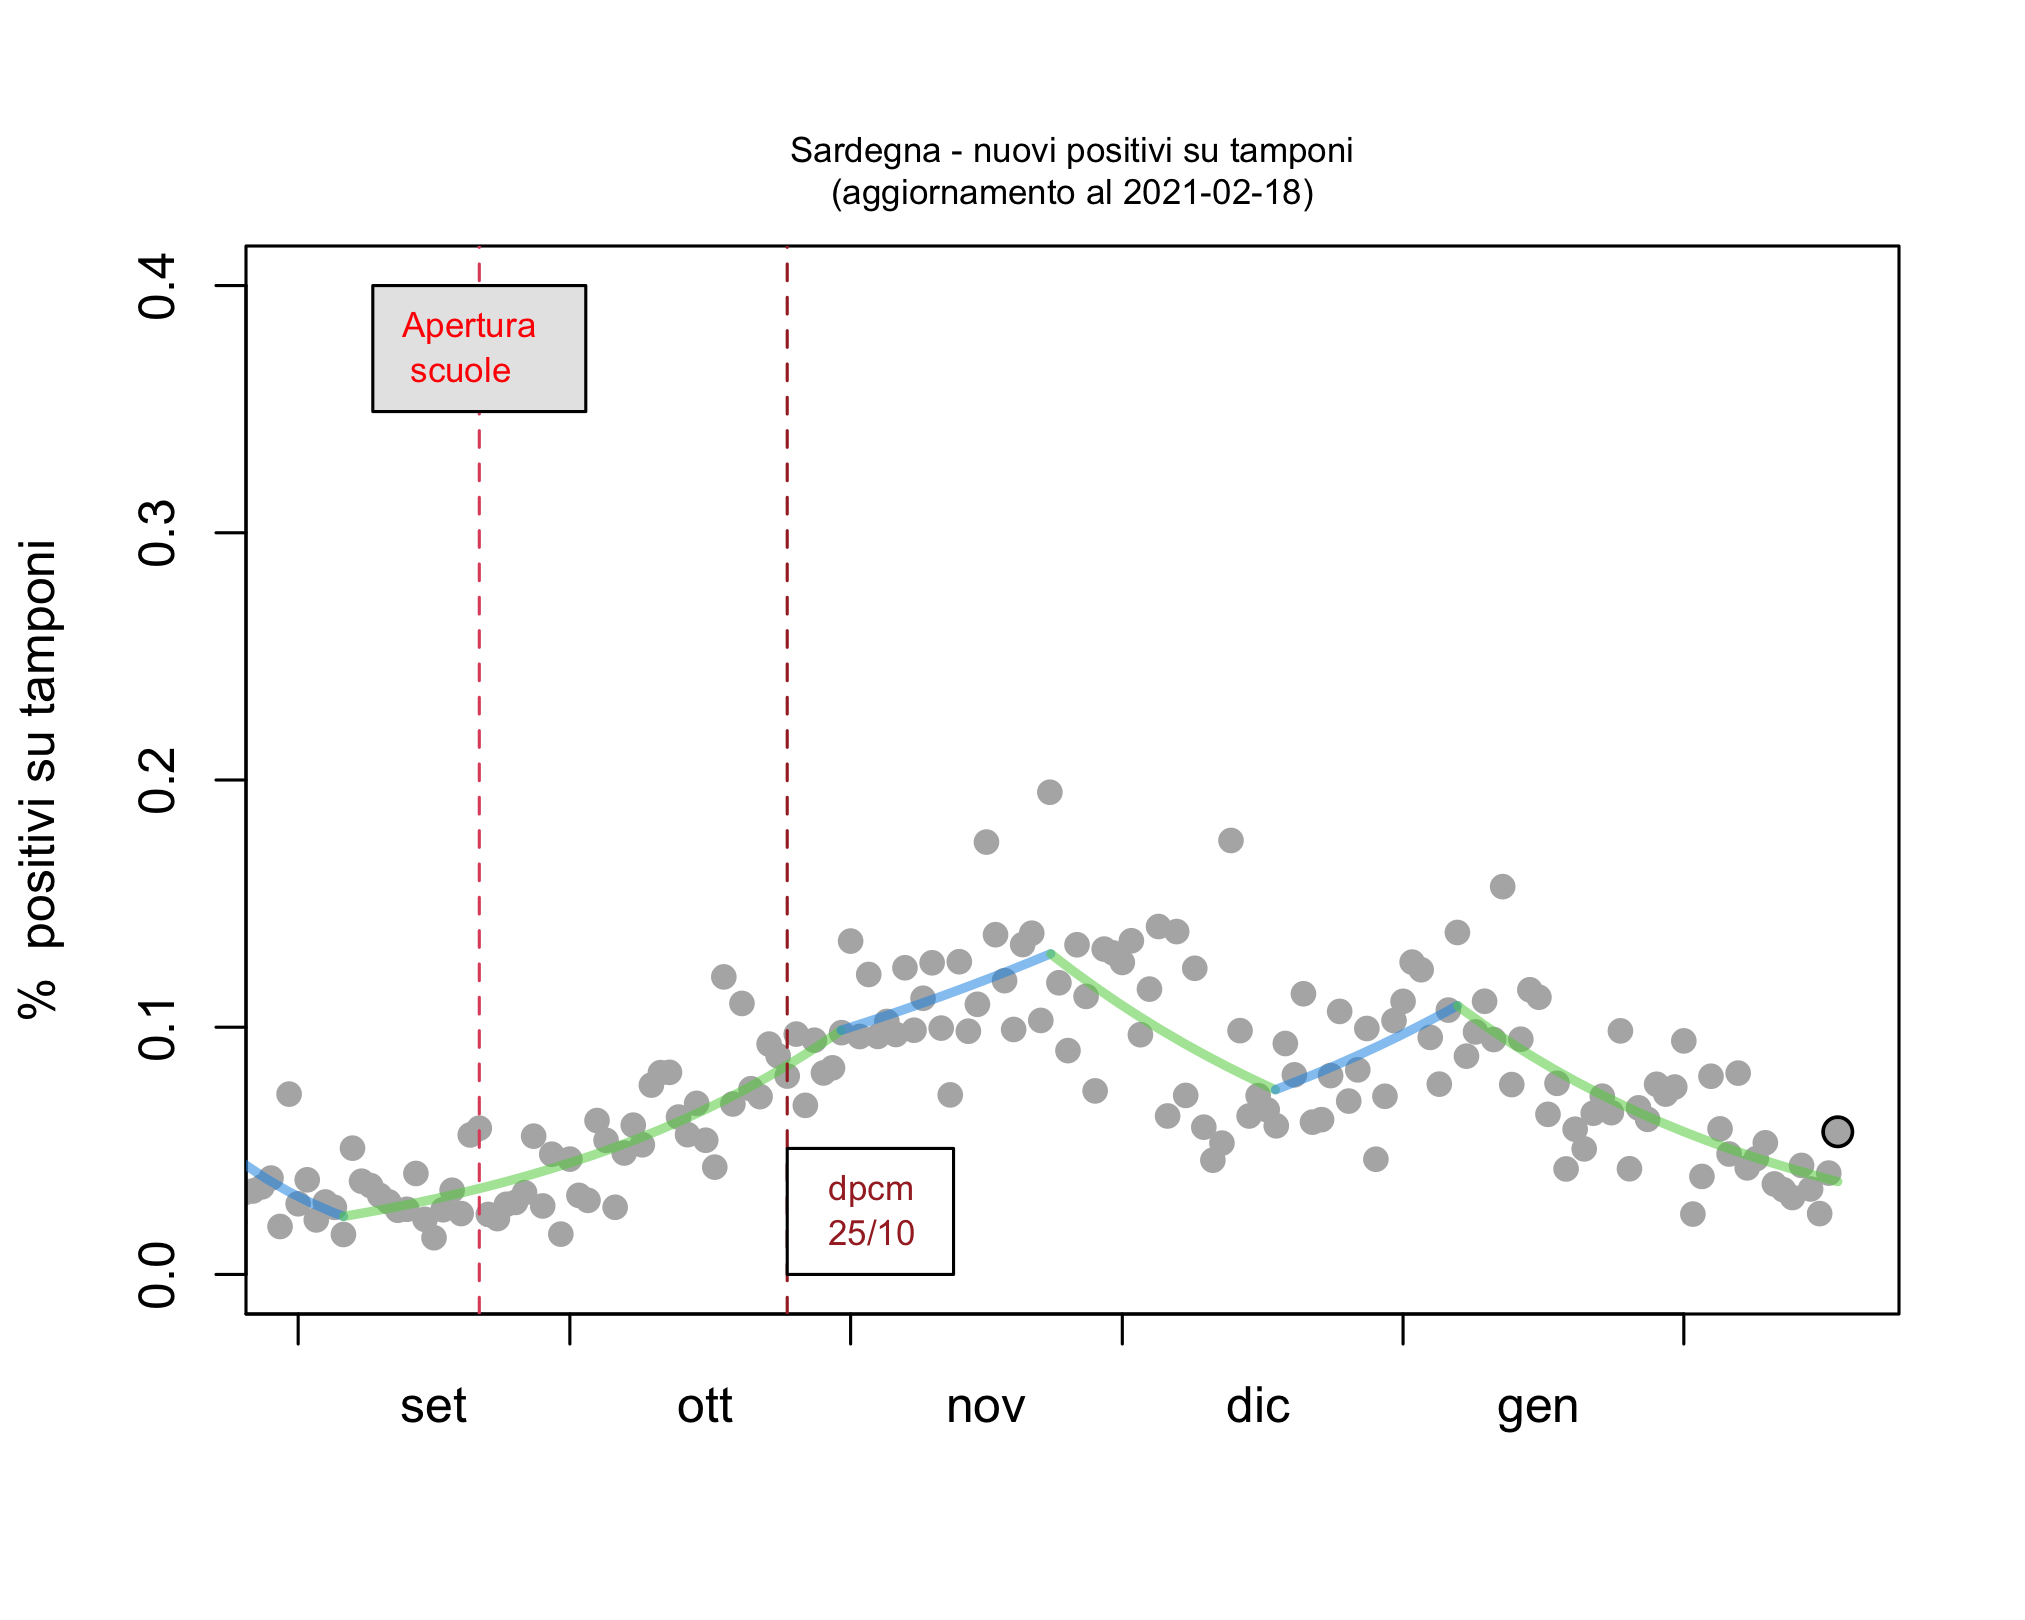 Sardegna - nuovi positivi su tamponi
(aggiornamento al 2021-02-18)
% positivi su tamponi
0.4
0.3
0.2
0.1
0.0
Apertura
scuole
dpcm
25/10
set
ott
nov
dic
gen